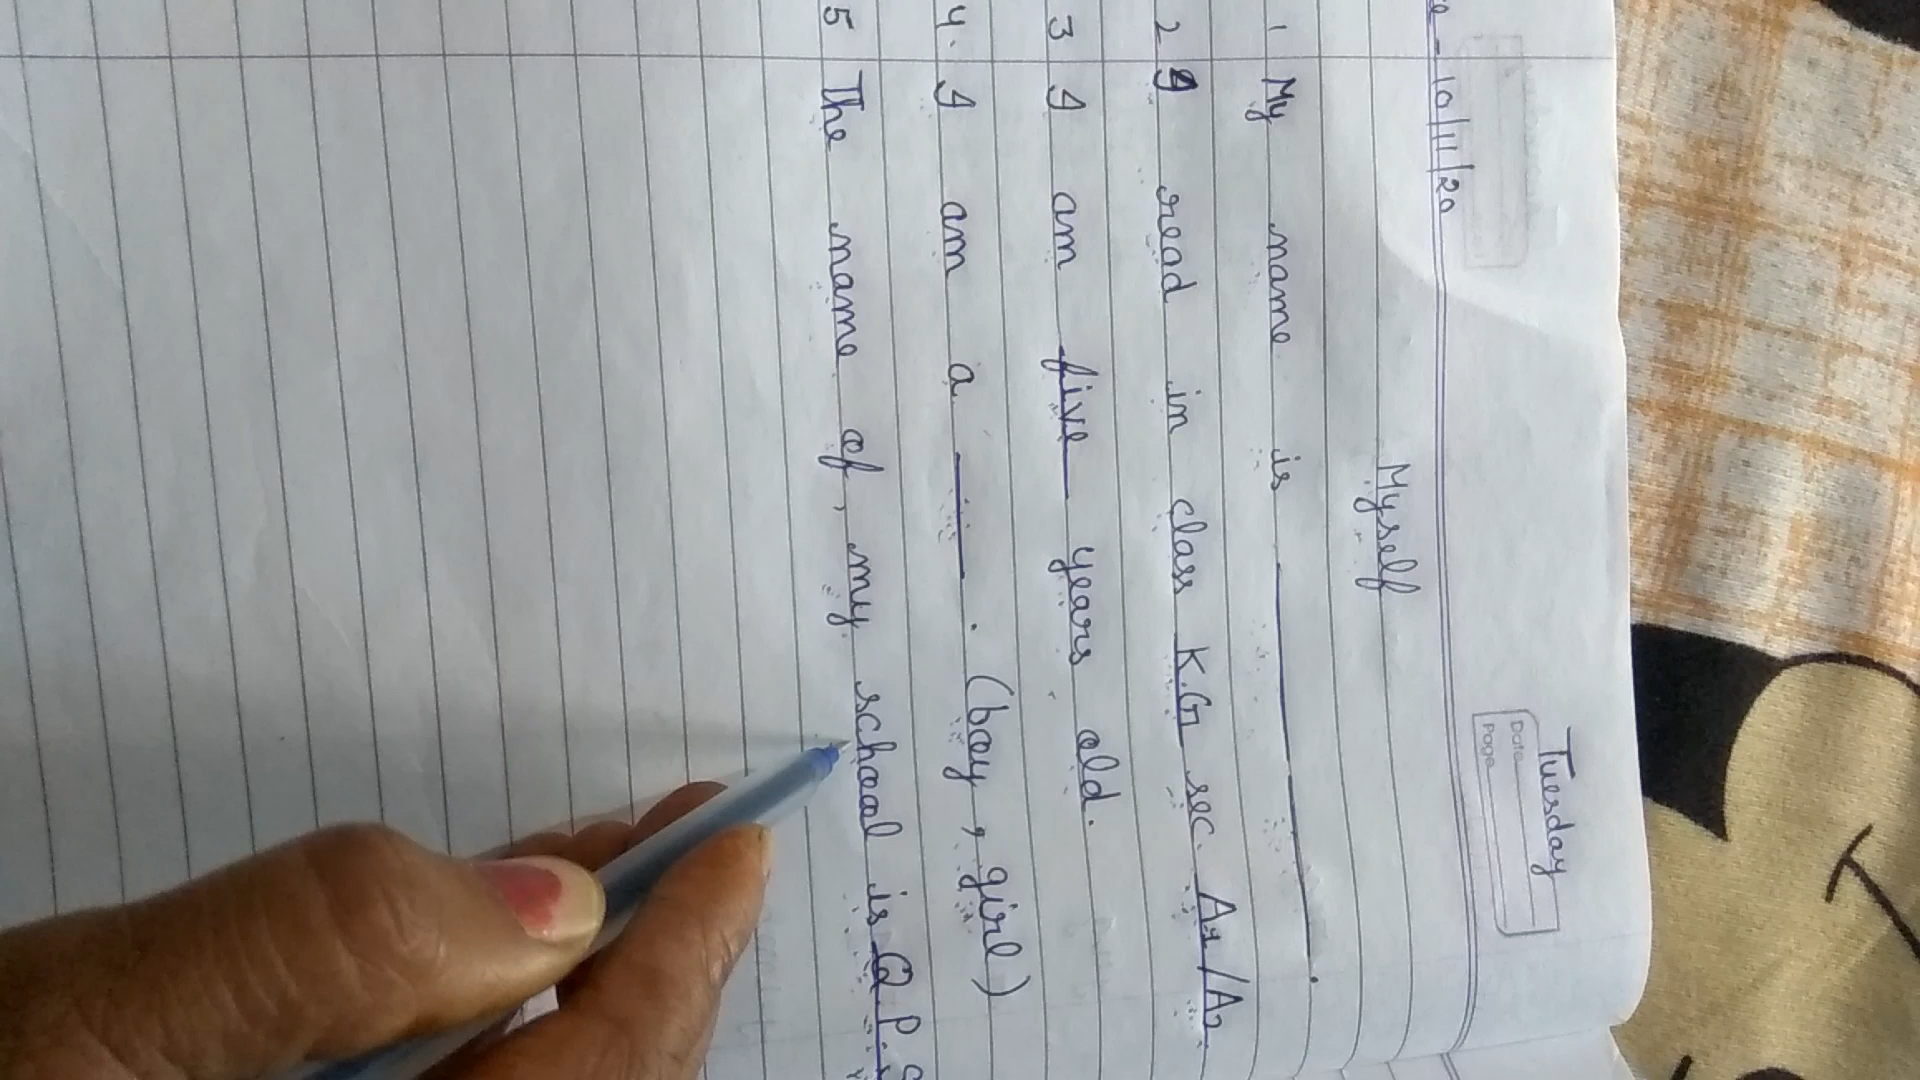 Tuesday
Date
Page
e - 10/11/20
Myself
1 My name is ______.
2 I read in class K.G sec. A1/A2
3 I am five years old.
4. I am a ____. (boy, girl)
5 The name of, my school is Q.P.S